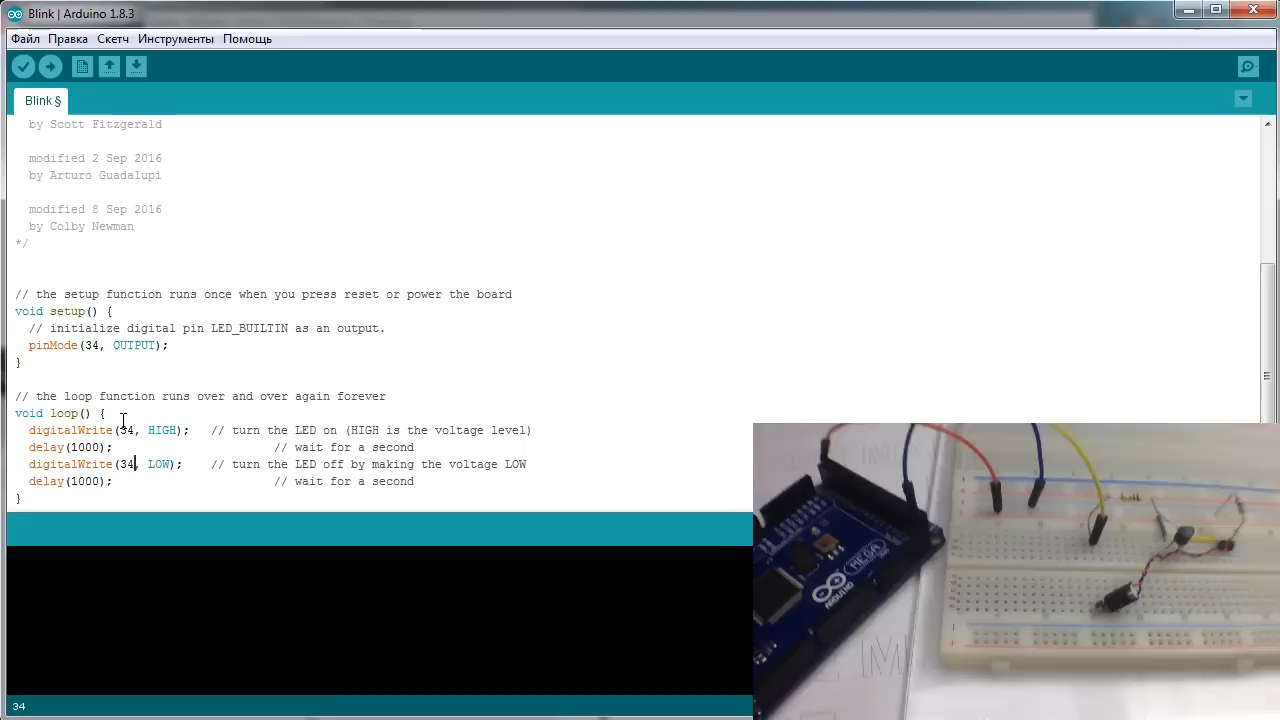 Blink | Arduino 1.8.3
Файл Правка Скетч Инструменты Помощь
Blink §
by Scott Fitzgerald
modified 2 Sep 2016
by Arturo Guadalupi
modified 8 Sep 2016
by Colby Newman
*/
// the setup function runs once when you press reset or power the board
void setup() {
// initialize digital pin LED_BUILTIN as an output.
pinMode(34, OUTPUT);
}
// the loop function runs over and over again forever
void loop() {
digitalWrite(34, HIGH); // turn the LED on (HIGH is the voltage level)
delay(1000); // wait for a second
digitalWrite(34, LOW); // turn the LED off by making the voltage LOW
delay(1000); // wait for a second
}
34
MEGA
ARDUINO